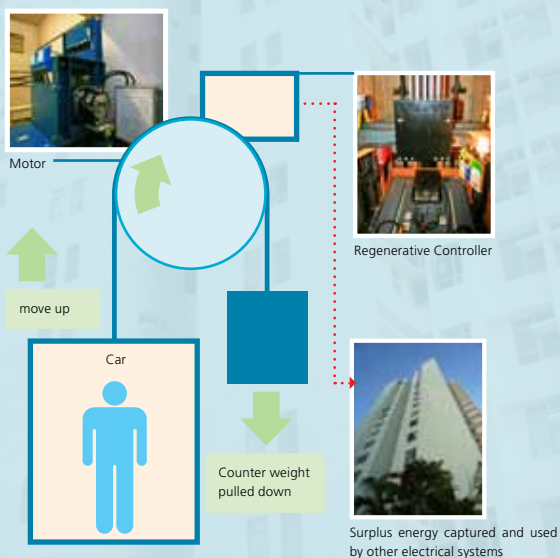 Motor
Regenerative Controller
move up
Car
Counter weight
pulled down
Surplus energy captured and used
by other electrical systems